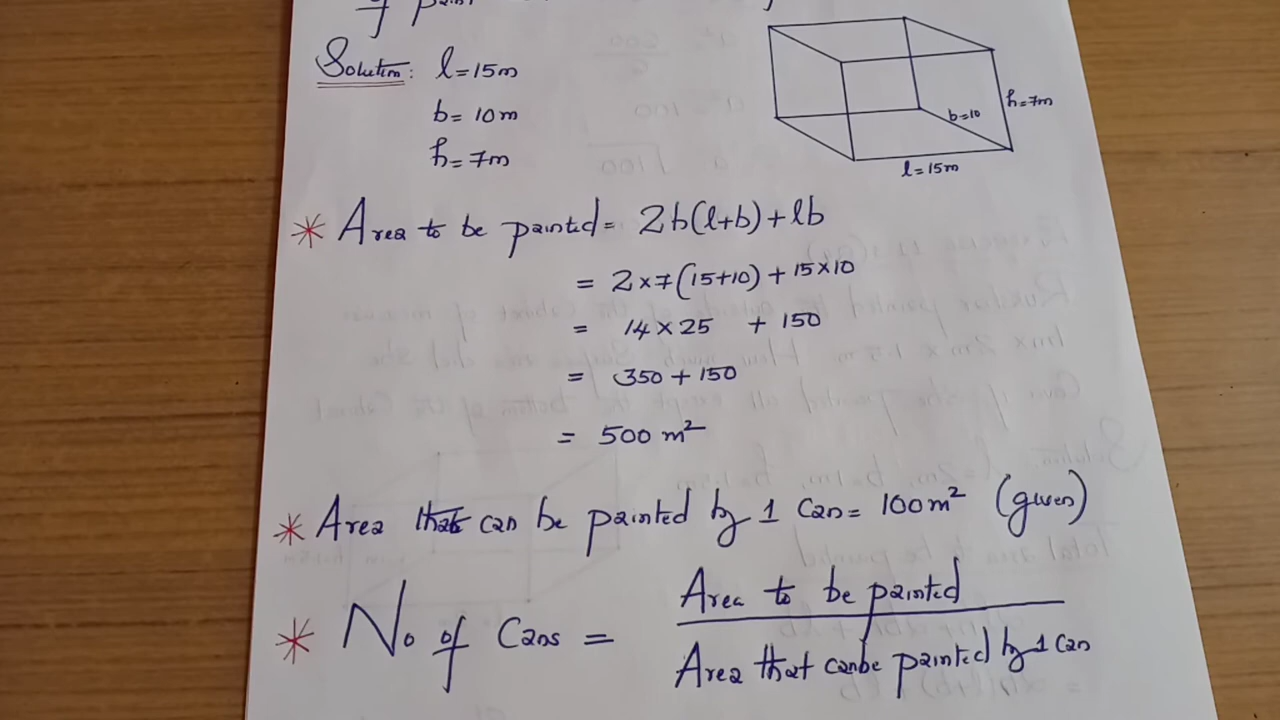 of paint
Solution: l = 15m
b = 10m
h = 7m
h = 7m
b = 10
l = 15m
* Area to be painted = 2h(l+b) + lb
= 2 × 7 (15+10) + 15×10
= 14 × 25 + 150
= 350 + 150
= 500 m²
* Area that can be painted by 1 Can = 100m² (given)
* No of Cans = Area to be painted
Area that can be painted by 1 Can